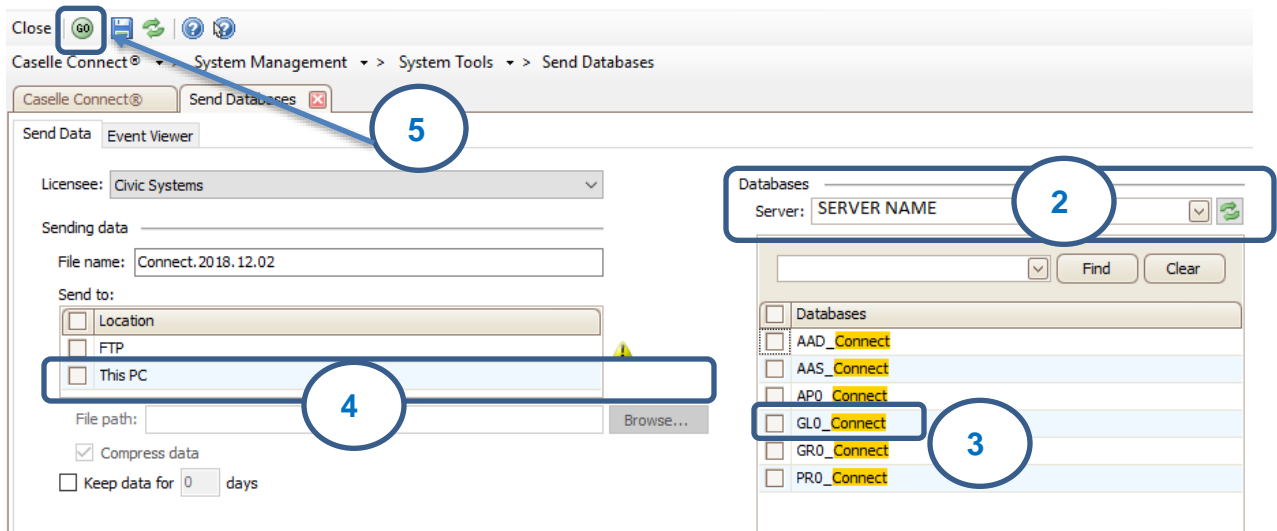 Close GO
Caselle Connect® > System Management > System Tools > Send Databases
Caselle Connect® Send Databases
5
Send Data Event Viewer
Licensee: Civic Systems
Databases
Server: SERVER NAME
2
Sending data
File name: Connect.2018.12.02
Find Clear
Send to:
Location
FTP
This PC
4
File path: Browse...
Compress data
Keep data for 0 days
Databases
AAD_Connect
AAS_Connect
AP0_Connect
GL0_Connect
3
GR0_Connect
PR0_Connect